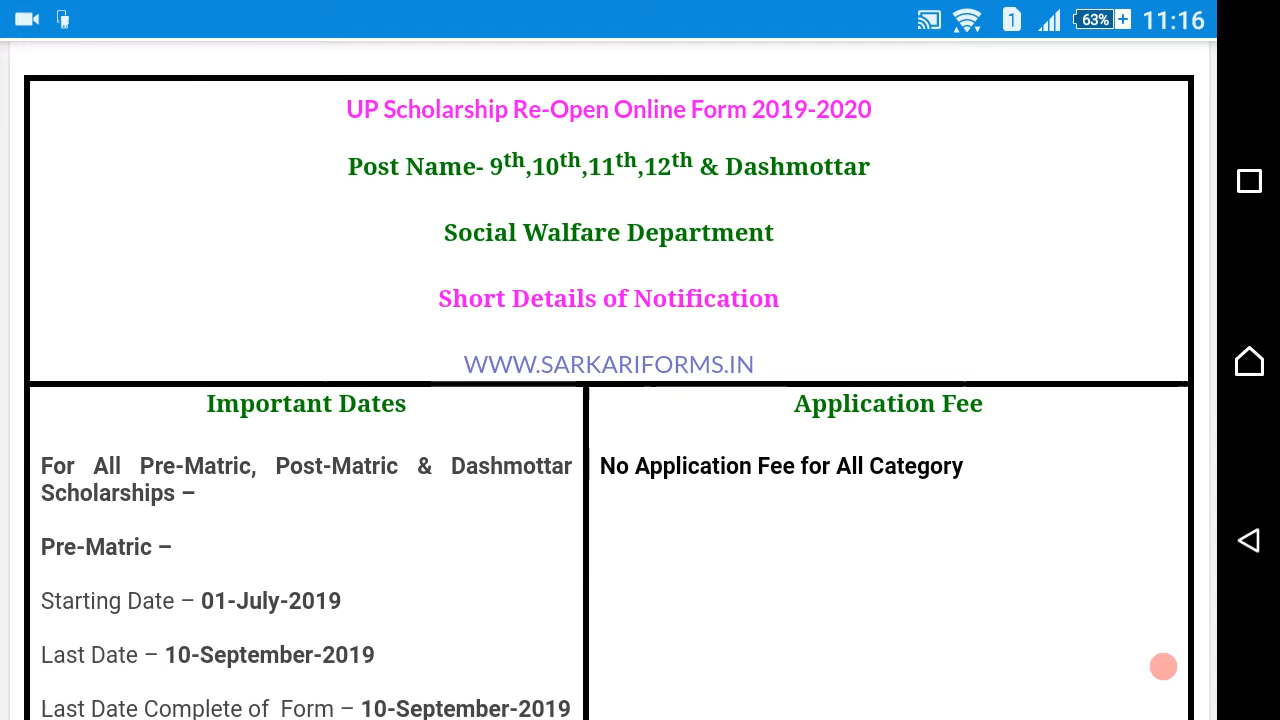 63%
11:16
UP Scholarship Re-Open Online Form 2019-2020
Post Name- 9th,10th,11th,12th & Dashmottar
Social Walfare Department
Short Details of Notification
WWW.SARKARIFORMS.IN
Important Dates
For All Pre-Matric, Post-Matric & Dashmottar
Scholarships –
Pre-Matric –
Starting Date – 01-July-2019
Last Date – 10-September-2019
Last Date Complete of Form – 10-September-2019
Application Fee
No Application Fee for All Category
1